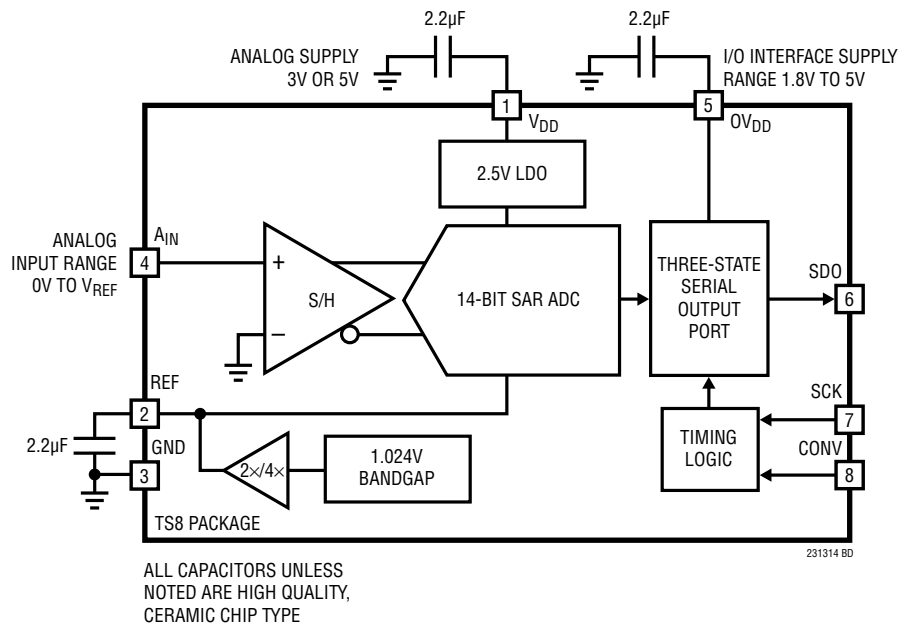 2.2µF
2.2µF
ANALOG SUPPLY
3V OR 5V
I/O INTERFACE SUPPLY
RANGE 1.8V TO 5V
1
VDD
5
OVDD
2.5V LDO
ANALOG
INPUT RANGE
0V TO VREF
AIN
4
+
S/H
–
14-BIT SAR ADC
THREE-STATE
SERIAL
OUTPUT
PORT
SDO
6
REF
2
2.2µF
GND
3
2×/4×
1.024V
BANDGAP
TIMING
LOGIC
SCK
7
CONV
8
TS8 PACKAGE
231314 BD
ALL CAPACITORS UNLESS
NOTED ARE HIGH QUALITY,
CERAMIC CHIP TYPE